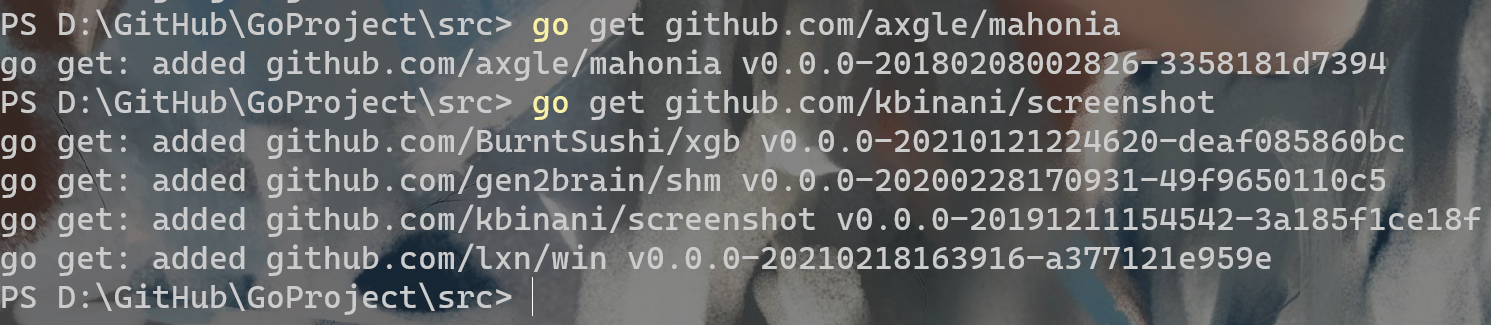 PS D:\GitHub\GoProject\src> go get github.com/axgle/mahonia
go get: added github.com/axgle/mahonia v0.0.0-20180208002826-3358181d7394
PS D:\GitHub\GoProject\src> go get github.com/kbinani/screenshot
go get: added github.com/BurntSushi/xgb v0.0.0-20210121224620-deaf085860bc
go get: added github.com/gen2brain/shm v0.0.0-20200228170931-49f9650110c5
go get: added github.com/kbinani/screenshot v0.0.0-20191211154542-3a185f1ce18f
go get: added github.com/lxn/win v0.0.0-20210218163916-a377121e959e
PS D:\GitHub\GoProject\src>